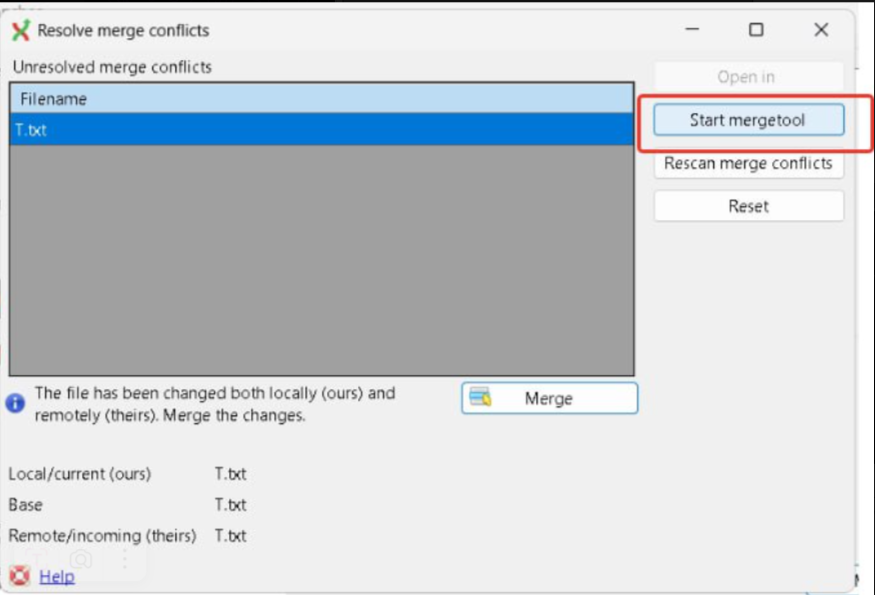 Resolve merge conflicts
Unresolved merge conflicts
Open in
Filename
Start mergetool
T.txt
Rescan merge conflicts
Reset
The file has been changed both locally (ours) and
remotely (theirs). Merge the changes.
Merge
Local/current (ours) T.txt
Base T.txt
Remote/incoming (theirs) T.txt
Help